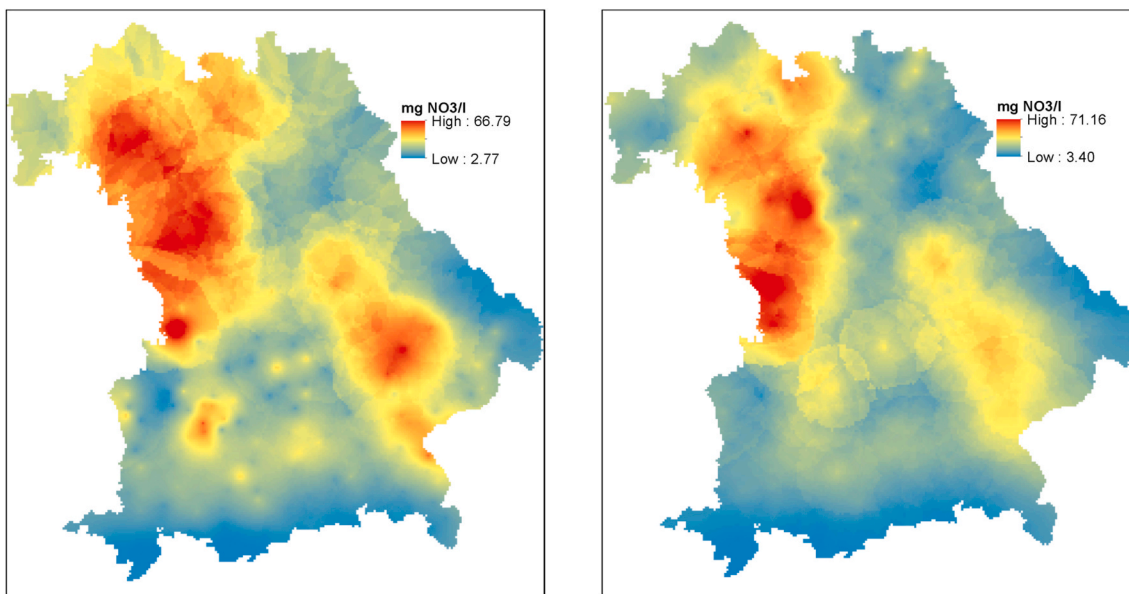 mg NO3/l
High : 66.79
Low : 2.77
mg NO3/l
High : 71.16
Low : 3.40